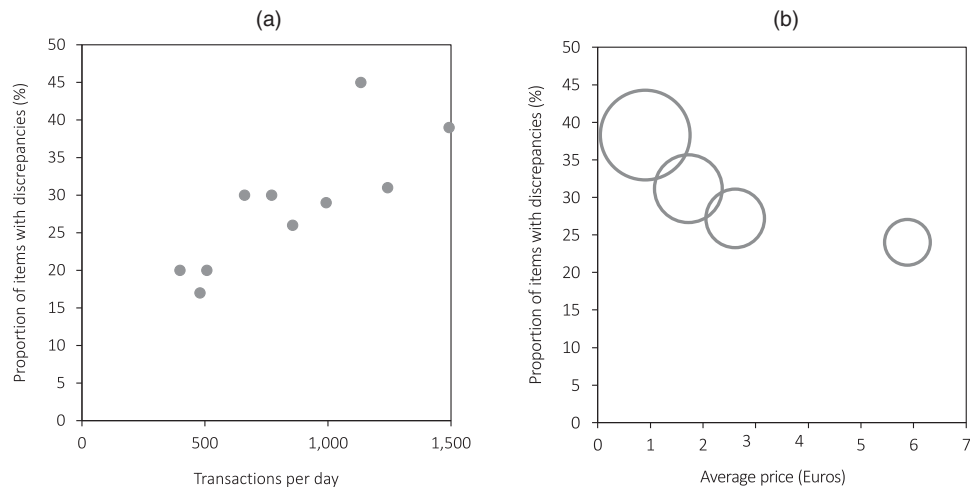 (a)
Proportion of items with discrepancies (%)
50
45
40
35
30
25
20
15
10
5
0
0 500 1,000 1,500
Transactions per day
(b)
Proportion of items with discrepancies (%)
50
45
40
35
30
25
20
15
10
5
0
0 1 2 3 4 5 6 7
Average price (Euros)